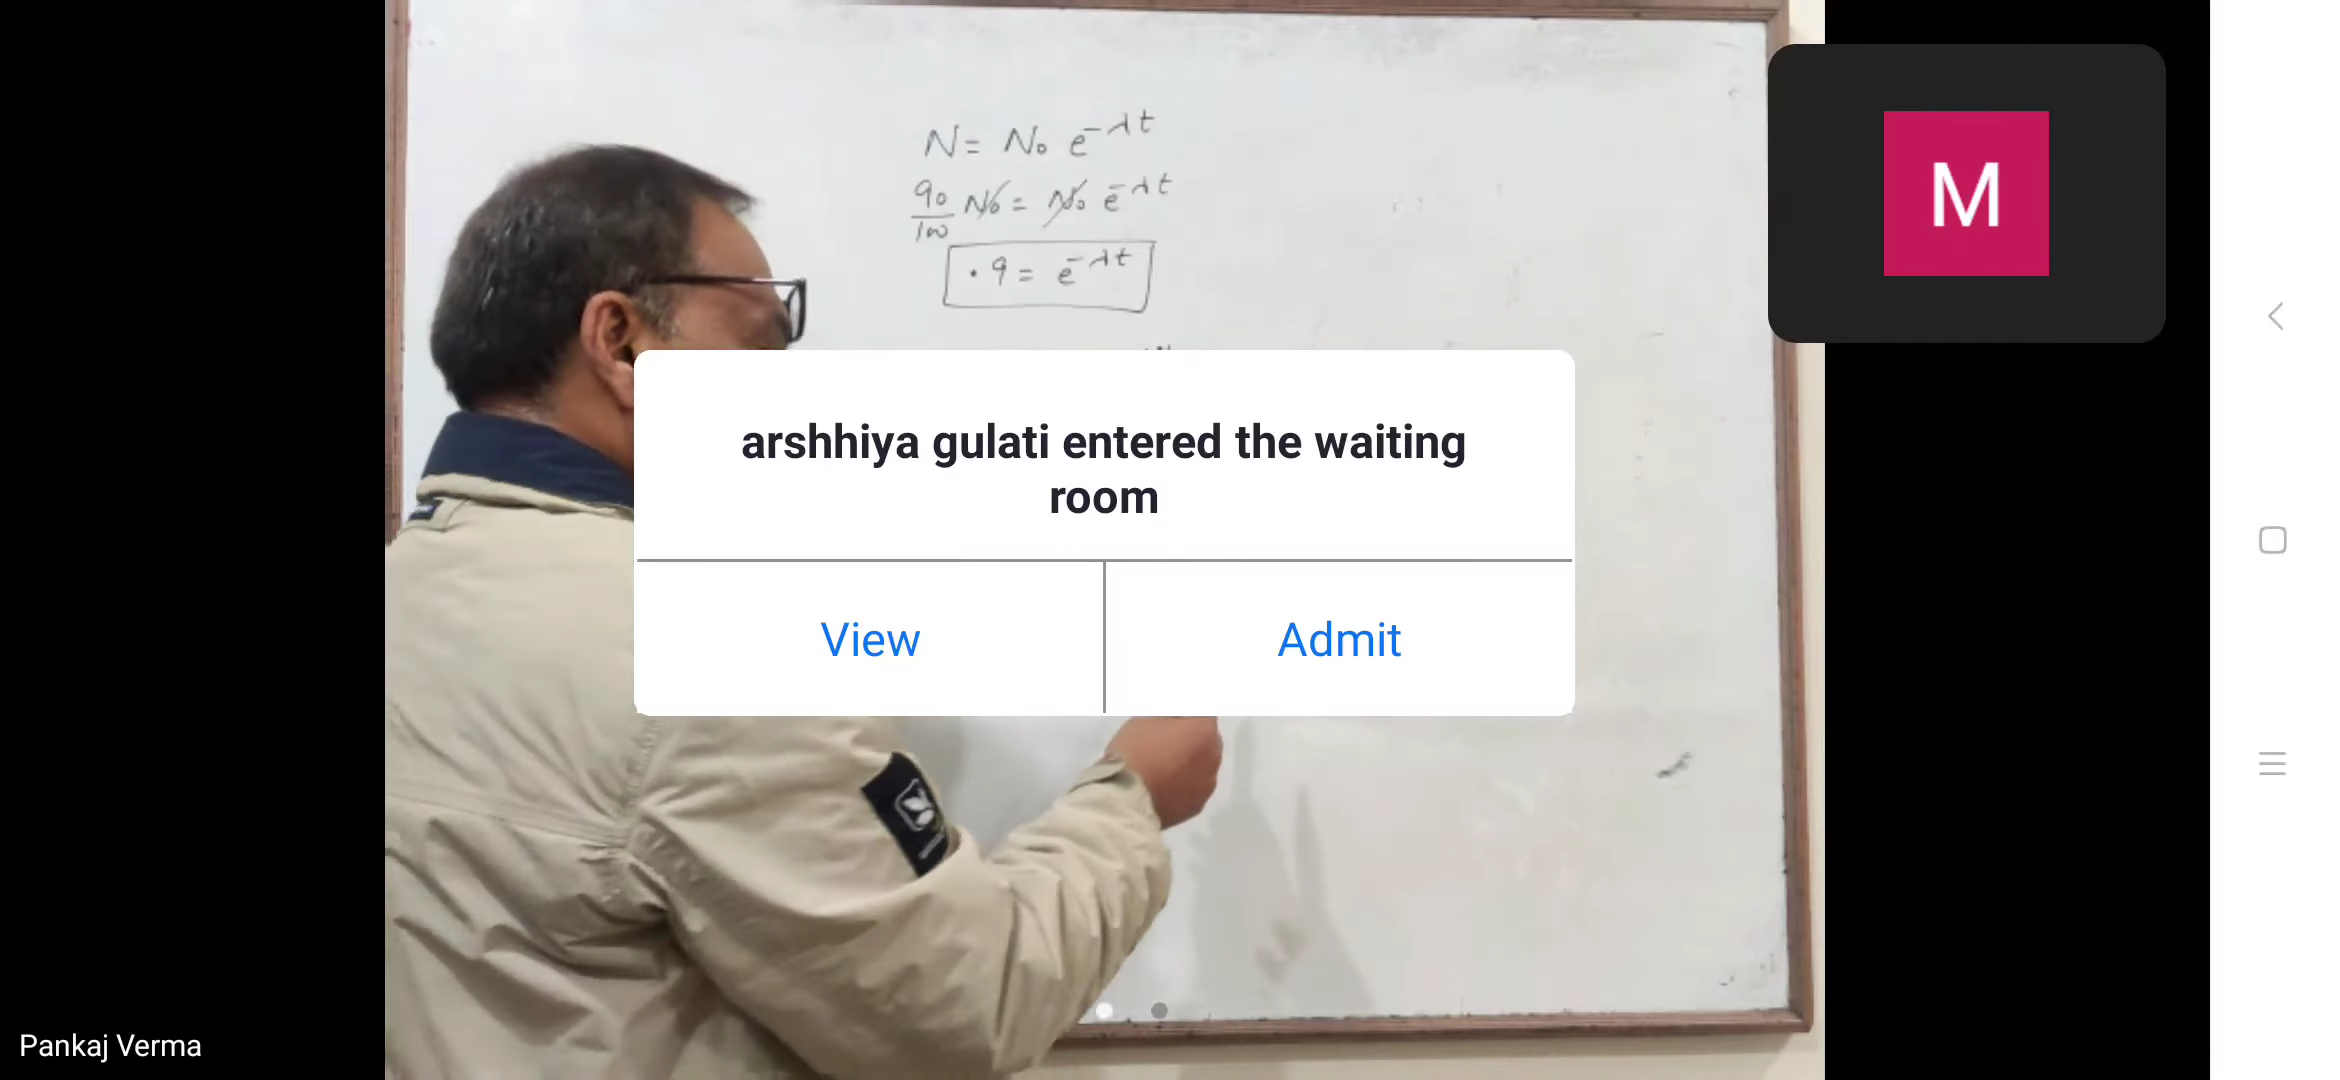 N = N₀ e^-λt
90/100 N₀ = N₀ e^-λt
.9 = e^-λt
M
arshhiya gulati entered the waiting
room
View
Admit
Pankaj Verma